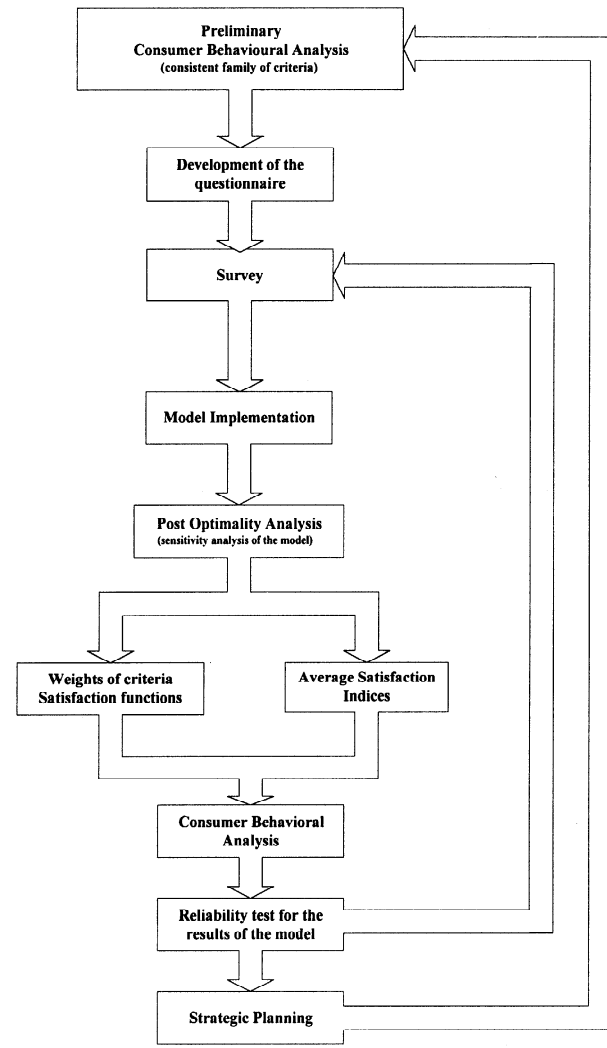 Preliminary
Consumer Behavioural Analysis
(consistent family of criteria)
Development of the
questionnaire
Survey
Model Implementation
Post Optimality Analysis
(sensitivity analysis of the model)
Weights of criteria
Satisfaction functions
Average Satisfaction
Indices
Consumer Behavioral
Analysis
Reliability test for the
results of the model
Strategic Planning